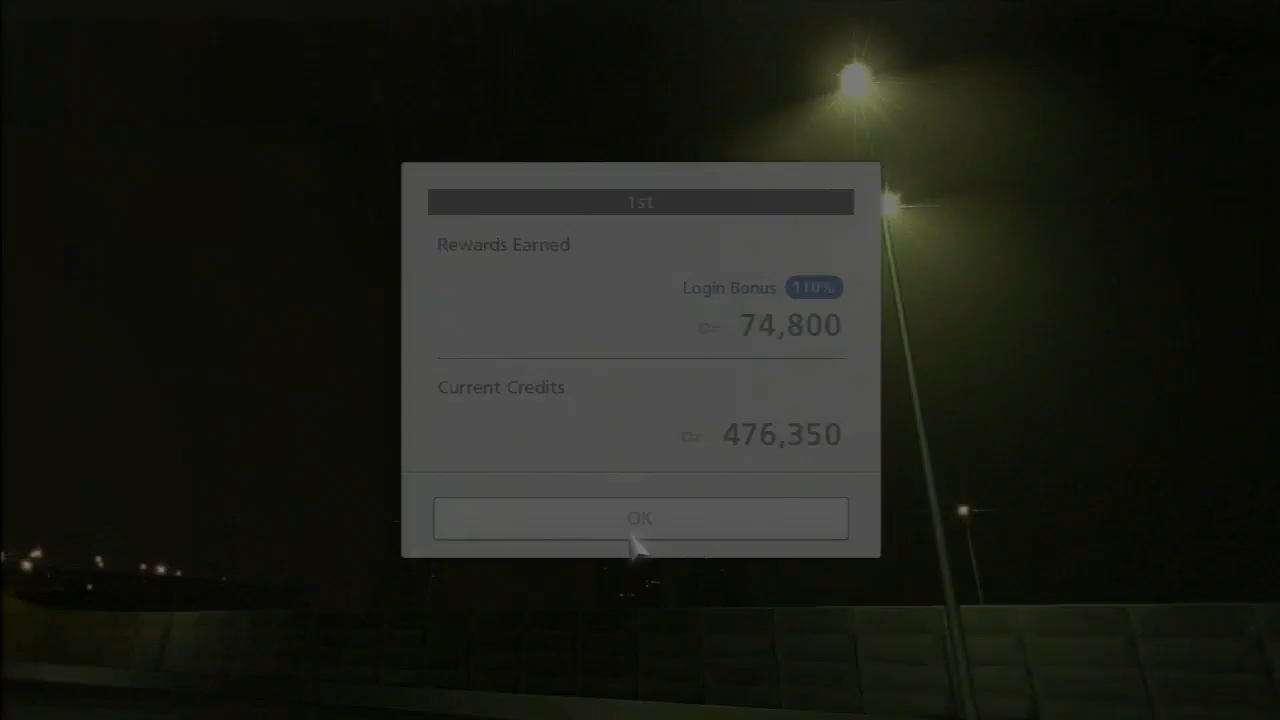 1st
Rewards Earned
Login Bonus 110%
Cr. 74,800
Current Credits
Cr. 476,350
OK